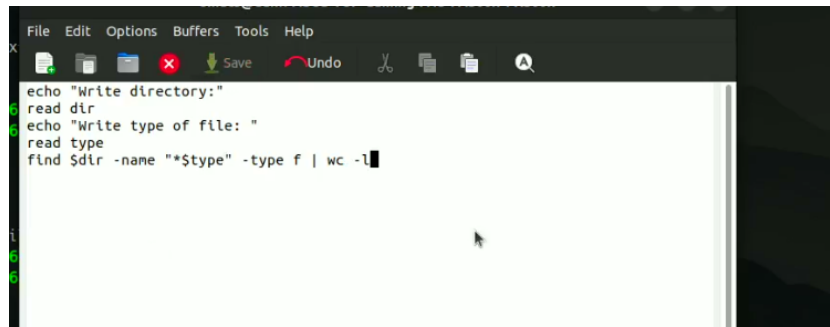 File Edit Options Buffers Tools Help
Save Undo
echo "Write directory:"
read dir
echo "Write type of file: "
read type
find $dir -name "*$type" -type f | wc -l